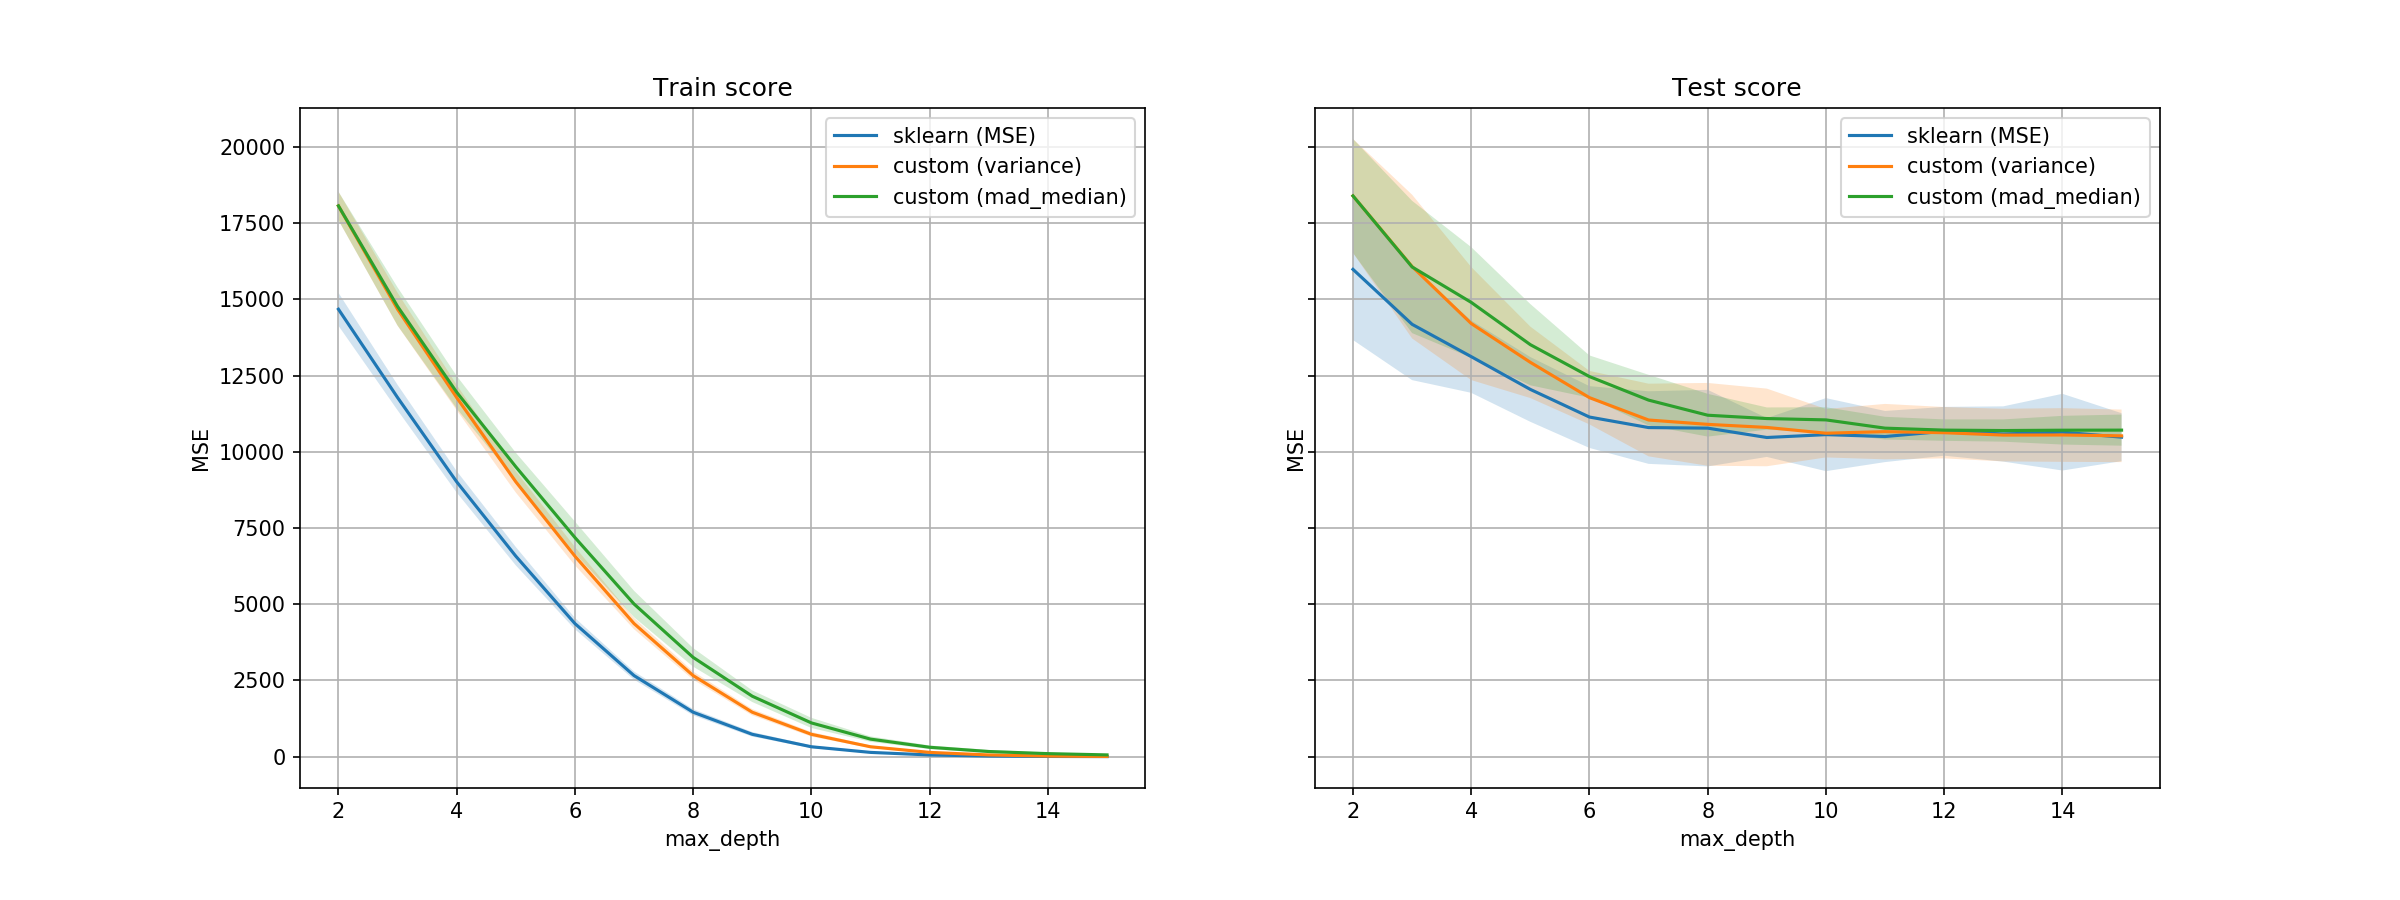 Train score
MSE
20000
17500
15000
12500
10000
7500
5000
2500
0
2 4 6 8 10 12 14
max_depth
sklearn (MSE)
custom (variance)
custom (mad_median)
Test score
MSE
2 4 6 8 10 12 14
max_depth
sklearn (MSE)
custom (variance)
custom (mad_median)